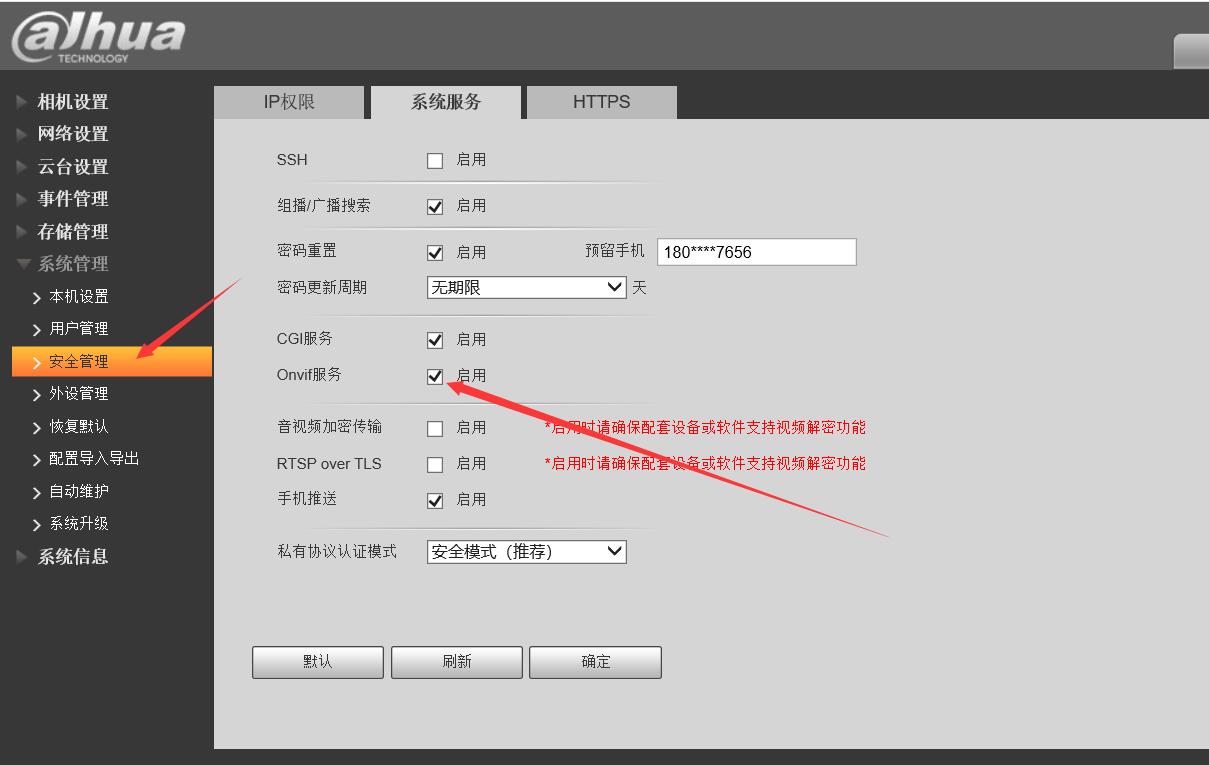 alhua
TECHNOLOGY
相机设置
网络设置
云台设置
事件管理
存储管理
系统管理
本机设置
用户管理
安全管理
外设管理
恢复默认
配置导入导出
自动维护
系统升级
系统信息
IP权限 系统服务 HTTPS
SSH 启用
组播/广播搜索 启用
密码重置 启用 预留手机 180****7656
密码更新周期 无期限 天
CGI服务 启用
Onvif服务 启用
音视频加密传输 启用 *启用时请确保配套设备或软件支持视频解密功能
RTSP over TLS 启用 *启用时请确保配套设备或软件支持视频解密功能
手机推送 启用
私有协议认证模式 安全模式（推荐）
默认 刷新 确定